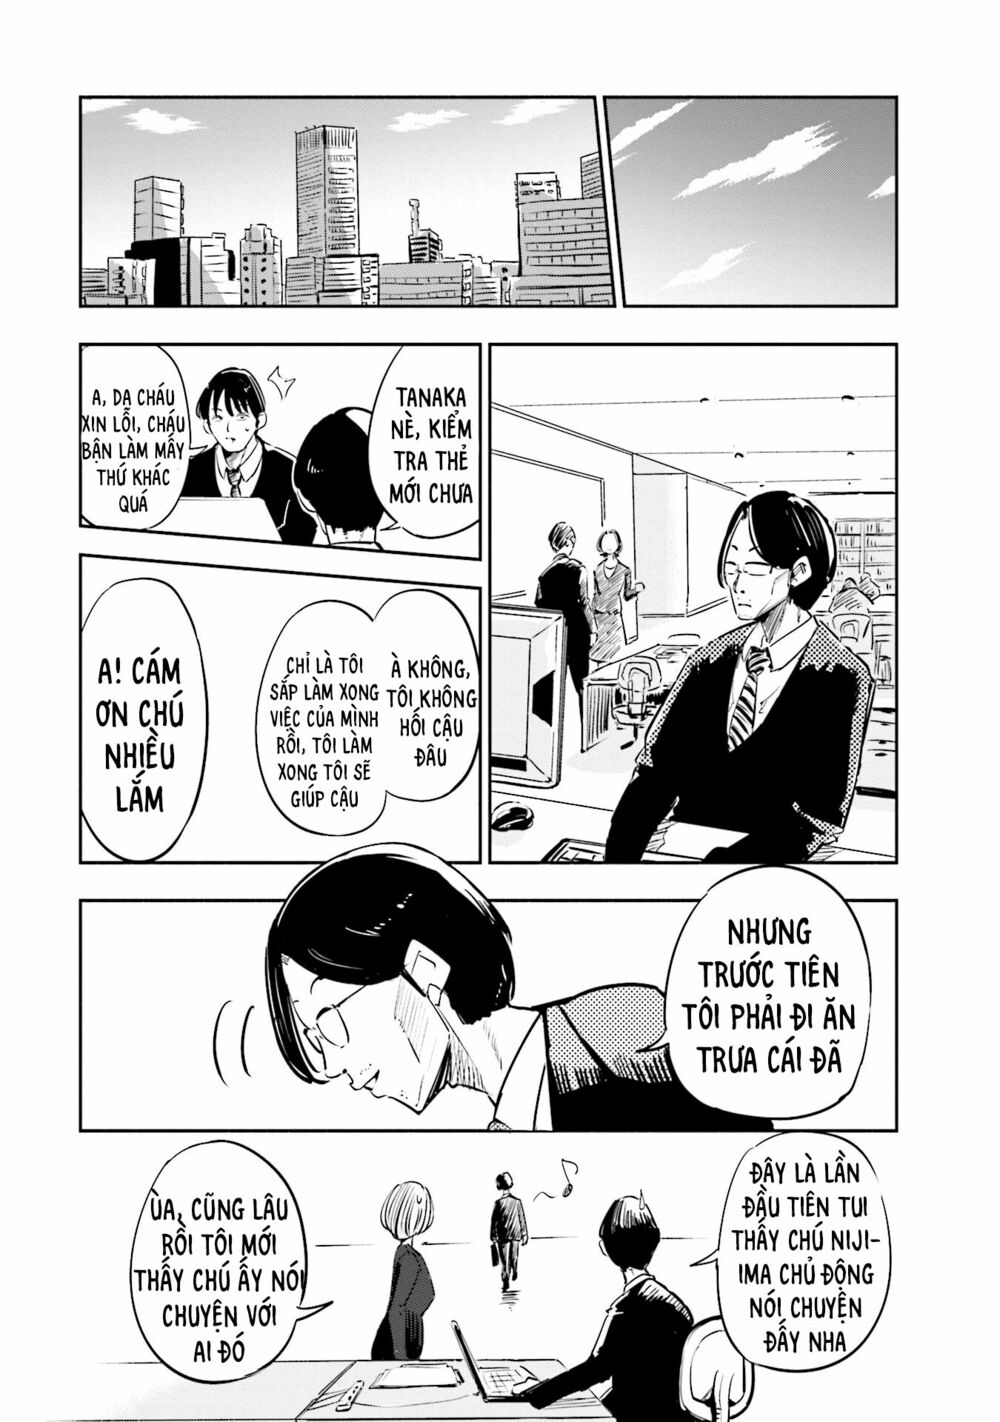 TANAKA
NÈ, KIỂM
TRA THẺ
MỚI CHƯA
A, DẠ CHÁU
XIN LỖI, CHÁU
BẬN LÀM MẤY
THỨ KHÁC
QUÁ
À KHÔNG,
TÔI KHÔNG
HỐI CẬU
ĐÂU
CHỈ LÀ TÔI
SẮP LÀM XONG
VIỆC CỦA MÌNH
RỒI, TÔI LÀM
XONG TÔI SẼ
GIÚP CẬU
A! CÁM
ƠN CHÚ
NHIỀU
LẮM
NHƯNG
TRƯỚC TIÊN
TÔI PHẢI ĐI ĂN
TRƯA CÁI ĐÃ
ĐÂY LÀ LẦN
ĐẦU TIÊN TUI
THẤY CHÚ NIJI-
IMA CHỦ ĐỘNG
NÓI CHUYỆN
ĐẤY NHA
ÙA, CŨNG LÂU
RỒI TÔI MỚI
THẤY CHÚ ẤY NÓI
CHUYỆN VỚI
AI ĐÓ